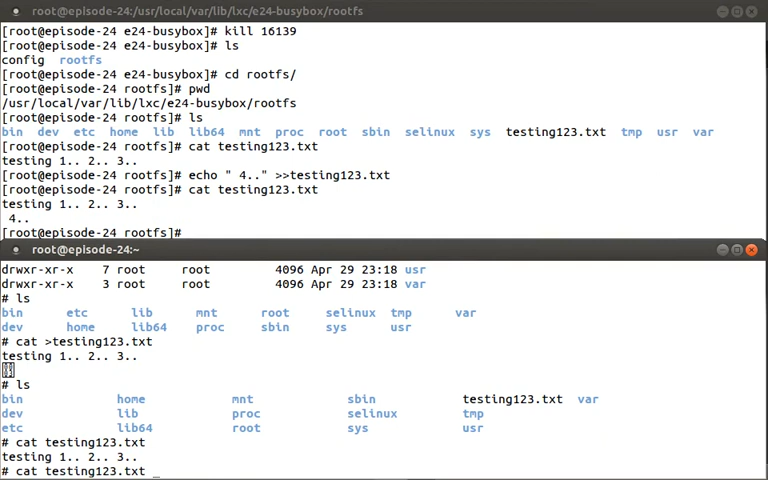 root@episode-24:/usr/local/var/lib/lxc/e24-busybox/rootfs
[root@episode-24 e24-busybox]# kill 16139
[root@episode-24 e24-busybox]# ls
config  rootfs
[root@episode-24 e24-busybox]# cd rootfs/
[root@episode-24 rootfs]# pwd
/usr/local/var/lib/lxc/e24-busybox/rootfs
[root@episode-24 rootfs]# ls
bin  dev  etc  home  lib  lib64  mnt  proc  root  sbin  selinux  sys  testing123.txt  tmp  usr  var
[root@episode-24 rootfs]# cat testing123.txt
testing 1.. 2.. 3..
[root@episode-24 rootfs]# echo " 4.." >>testing123.txt
[root@episode-24 rootfs]# cat testing123.txt
testing 1.. 2.. 3..
 4..
[root@episode-24 rootfs]#
root@episode-24:~
drwxr-xr-x    7 root     root          4096 Apr 29 23:18 usr
drwxr-xr-x    3 root     root          4096 Apr 29 23:18 var
# ls
bin      etc      lib      mnt      root     selinux  tmp      var
dev      home     lib64    proc     sbin     sys      usr
# cat >testing123.txt
testing 1.. 2.. 3..
# ls
bin             home            mnt             sbin            testing123.txt  var
dev             lib             proc            selinux         tmp
etc             lib64           root            sys             usr
# cat testing123.txt
testing 1.. 2.. 3..
# cat testing123.txt _